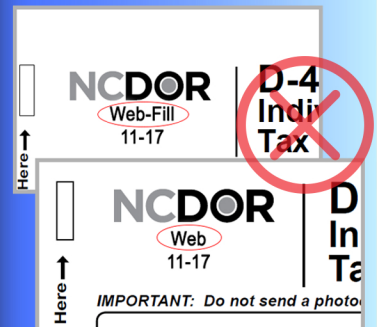 NCDOR
Web-Fill
11-17
D-4
Indiv
Tax
Here
NCDOR
Web
11-17
D
In
Ta
Here
IMPORTANT: Do not send a photo